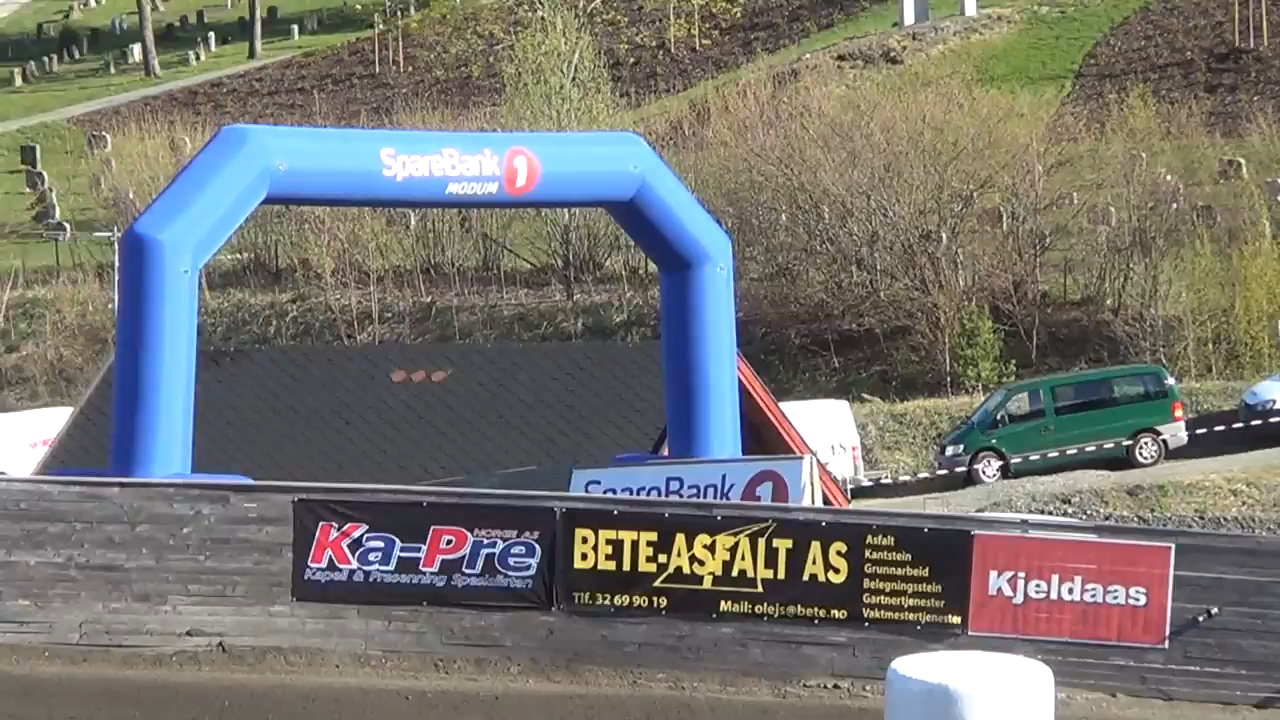 SpareBank 1
MODUM
SpareBank 1
Ka-Pre
NORGE AS
Kapell & Presenning Spesialisten
BETE-ASFALT AS
Tlf. 32 69 90 19
Mail: olejs@bete.no
Asfalt
Kantstein
Grunnarbeid
Belegningstein
Gartnertjenester
Vaktmestertjenester
Kjeldaas